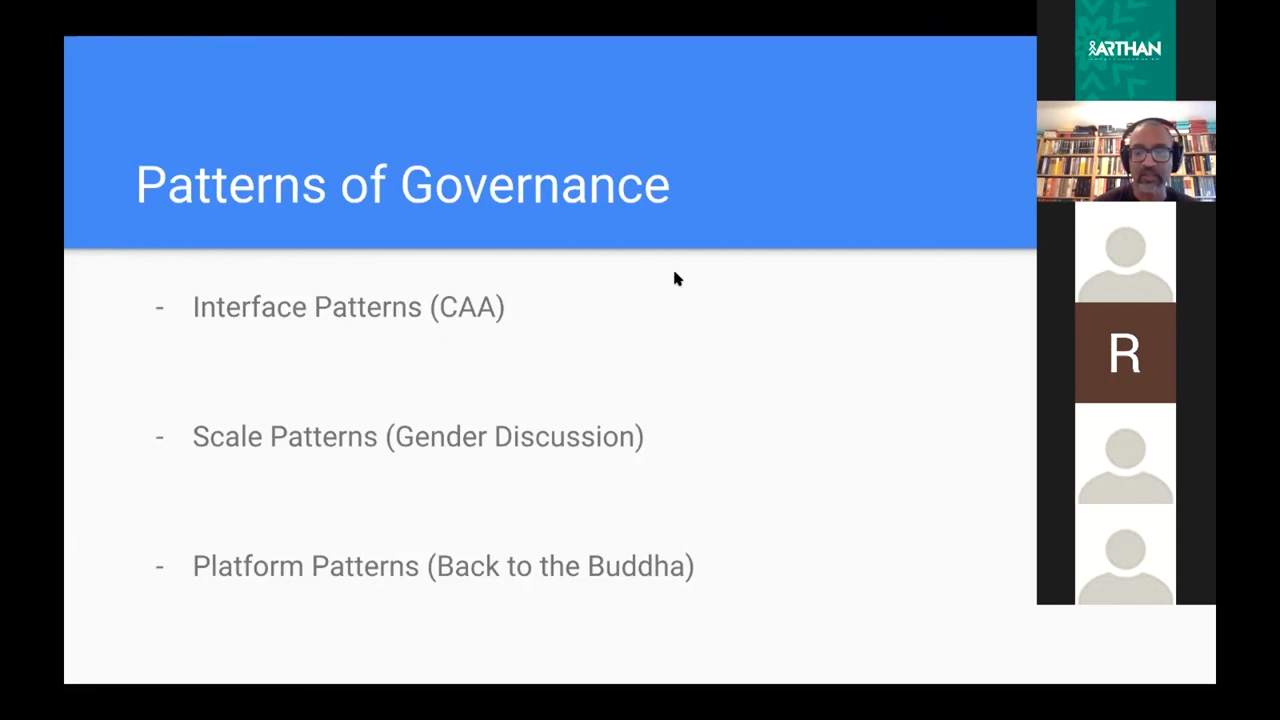 Patterns of Governance
- Interface Patterns (CAA)
- Scale Patterns (Gender Discussion)
- Platform Patterns (Back to the Buddha)
ARTHAN
R